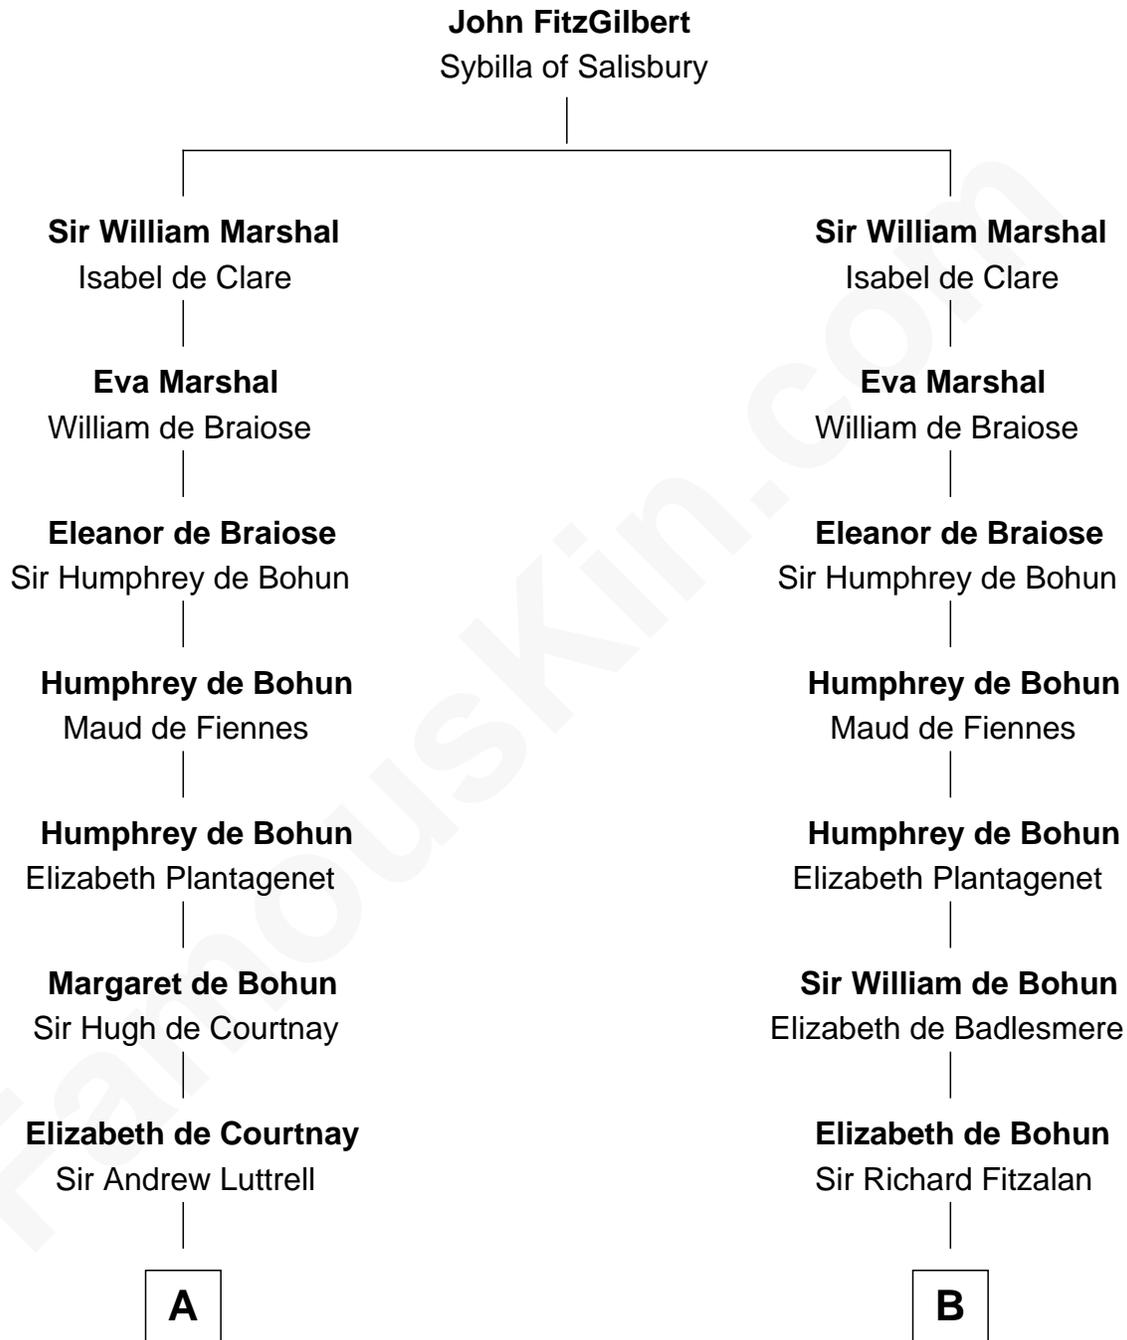 John FitzGilbert
Sybilla of Salisbury
Sir William Marshal
Isabel de Clare
Eva Marshal
William de Braiose
Eleanor de Braiose
Sir Humphrey de Bohun
Humphrey de Bohun
Maud de Fiennes
Humphrey de Bohun
Elizabeth Plantagenet
Margaret de Bohun
Sir Hugh de Courtnay
Elizabeth de Courtnay
Sir Andrew Luttrell
A
Sir William Marshal
Isabel de Clare
Eva Marshal
William de Braiose
Eleanor de Braiose
Sir Humphrey de Bohun
Humphrey de Bohun
Maud de Fiennes
Humphrey de Bohun
Elizabeth Plantagenet
Sir William de Bohun
Elizabeth de Badlesmere
Elizabeth de Bohun
Sir Richard Fitzalan
B
FamousKin.com